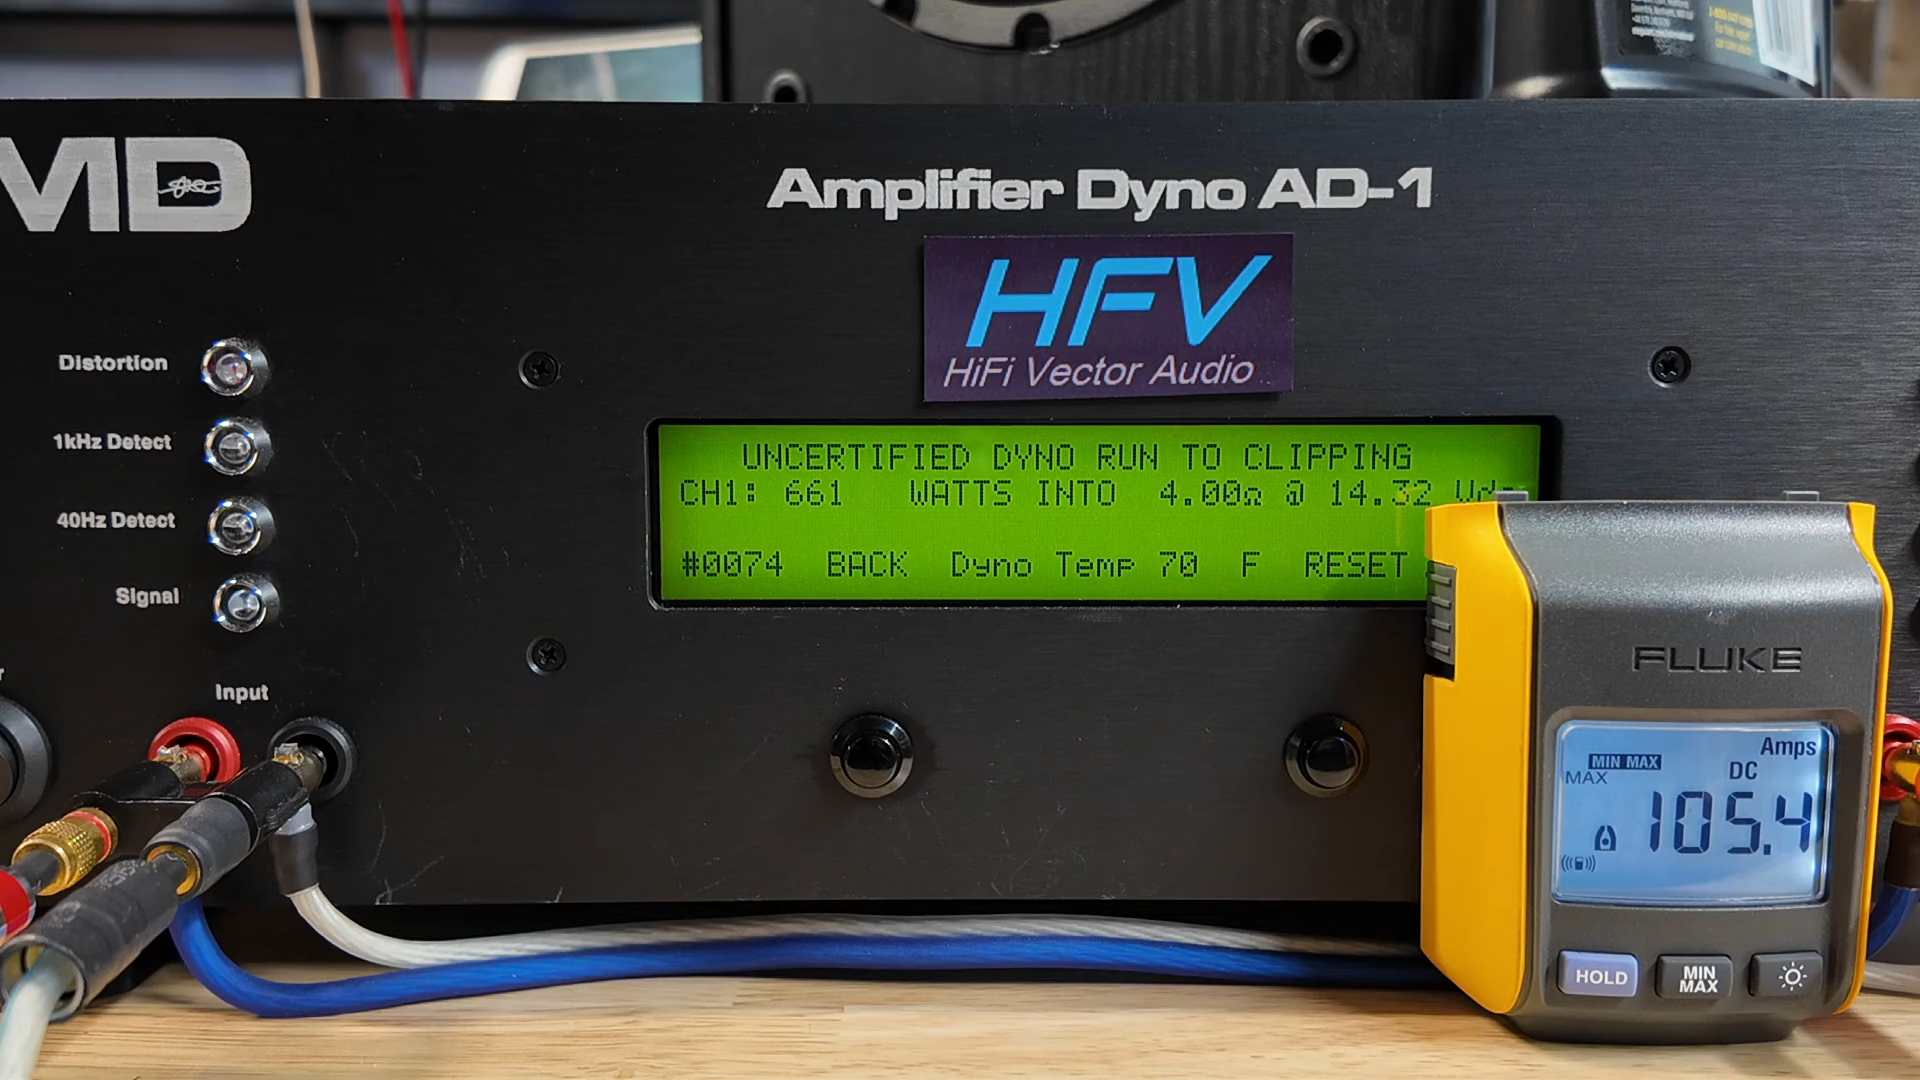 MD
Amplifier Dyno AD-1
HFV
HiFi Vector Audio
Distortion
1kHz Detect
40Hz Detect
Signal
Input
UNCERTIFIED DYNO RUN TO CLIPPING
CH1: 661 WATTS INTO 4.00Ω @ 14.32
#0074 BACK Dyno Temp 70 F RESET
FLUKE
Amps
MIN MAX
DC
MAX
105.4
HOLD
MIN
MAX